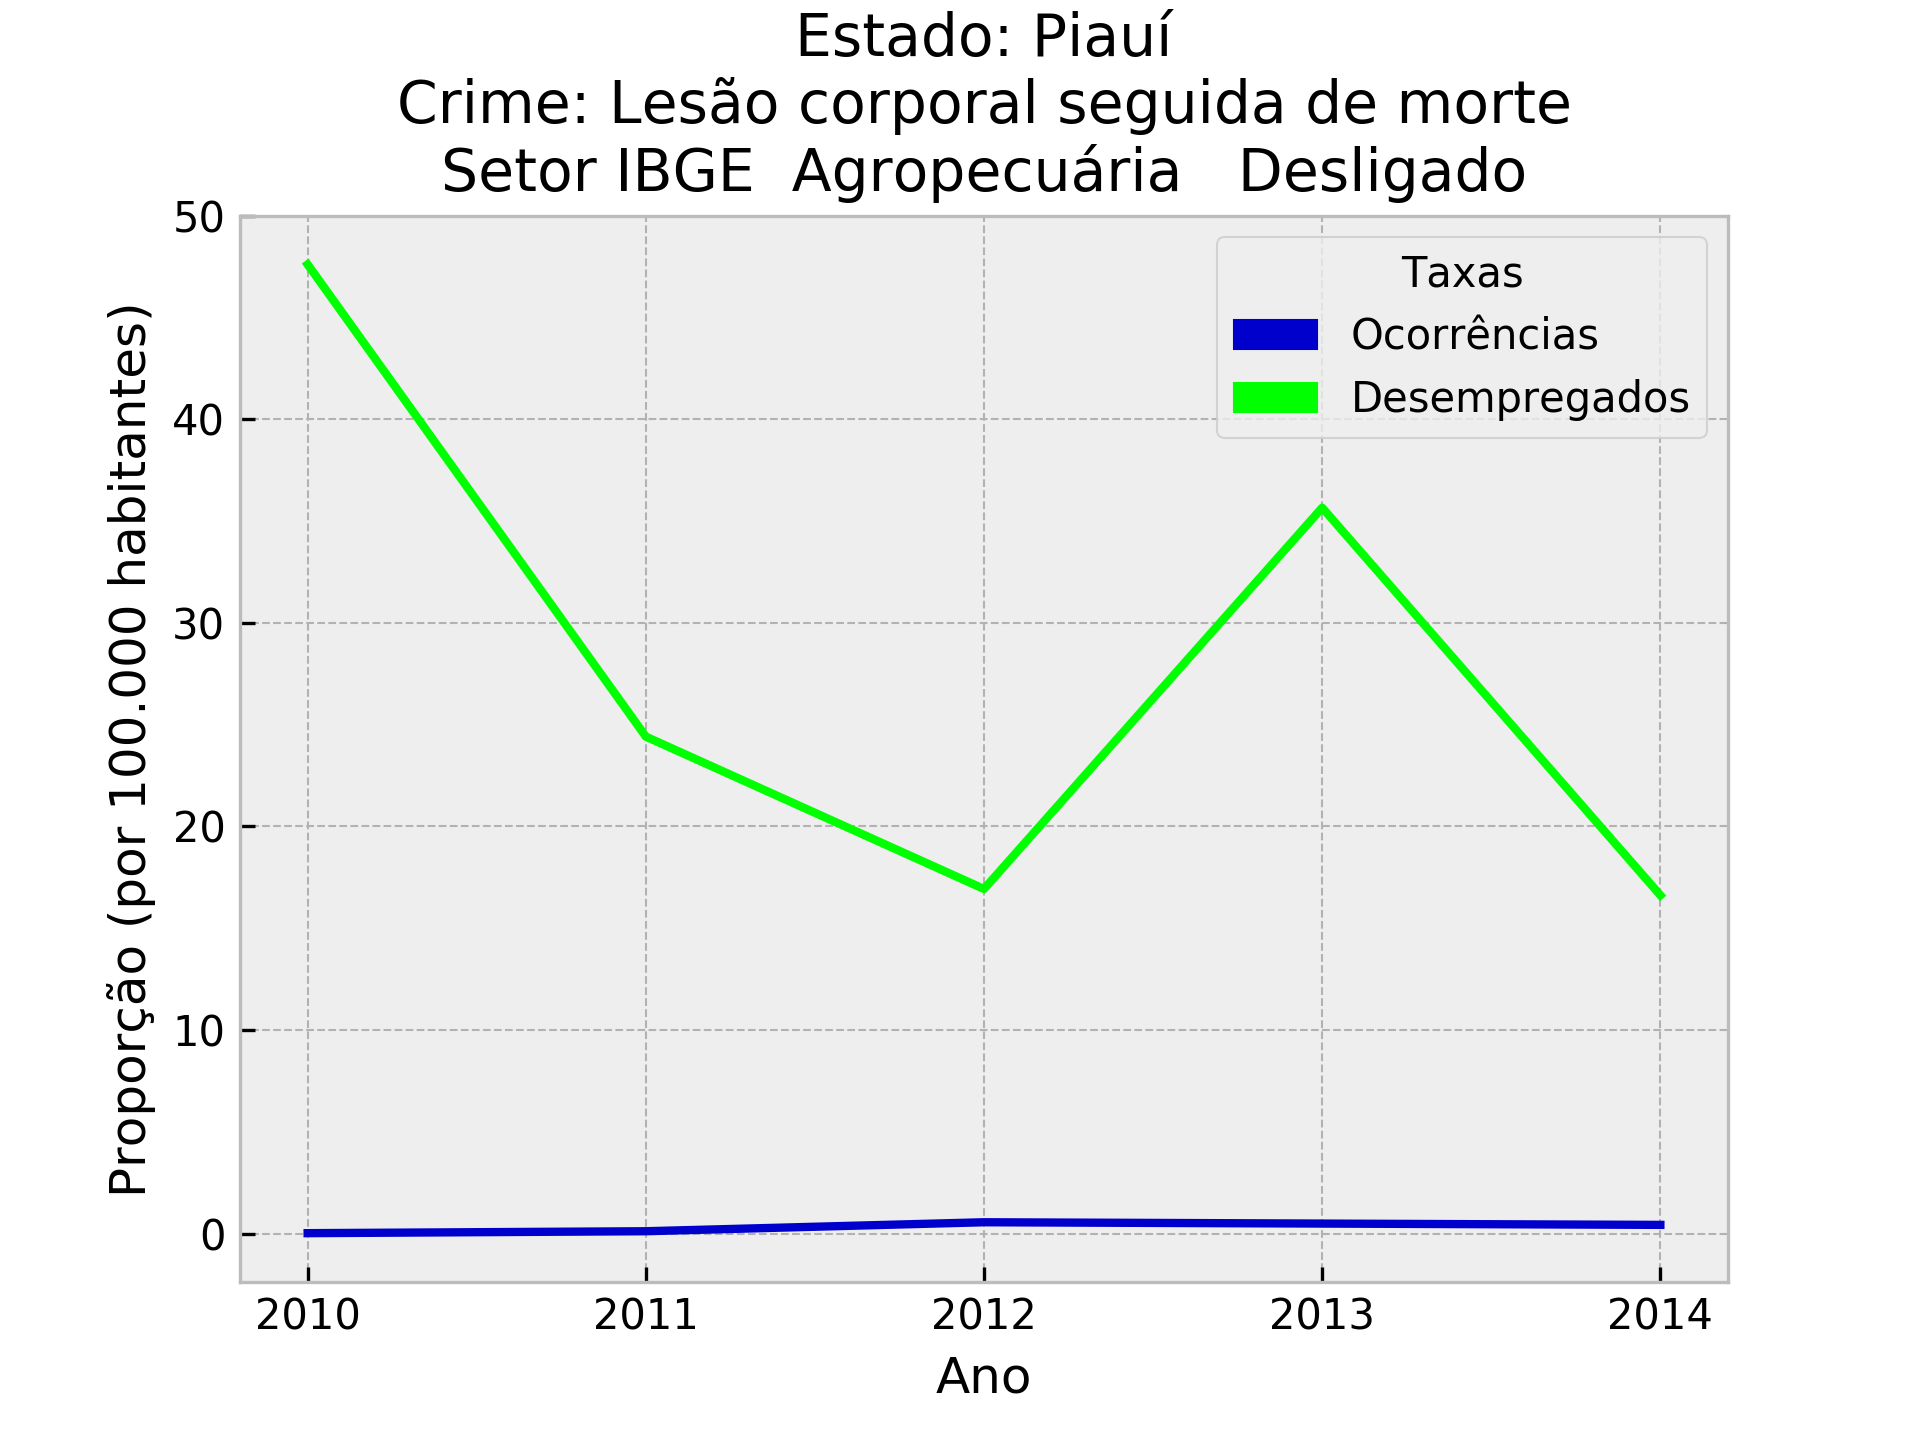 Estado: Piauí
Crime: Lesão corporal seguida de morte
Setor IBGE  Agropecuária   Desligado
Proporção (por 100.000 habitantes)
50
40
30
20
10
0
Taxas
Ocorrências
Desempregados
2010
2011
2012
2013
2014
Ano